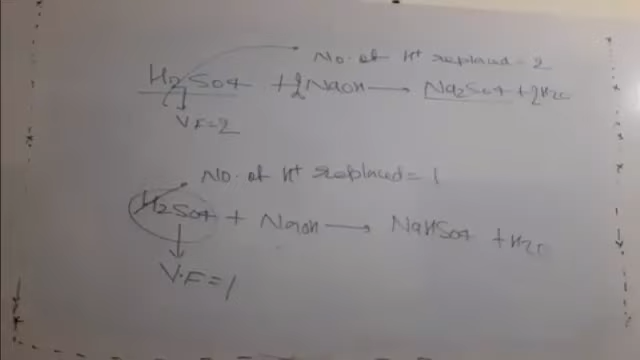 No. of H+ replaced = 2
H2SO4 + 2NaOH → Na2SO4 + 2H2O
V.F=2
No. of H+ replaced = 1
H2SO4 + NaOH → NaHSO4 + H2O
V.F=1